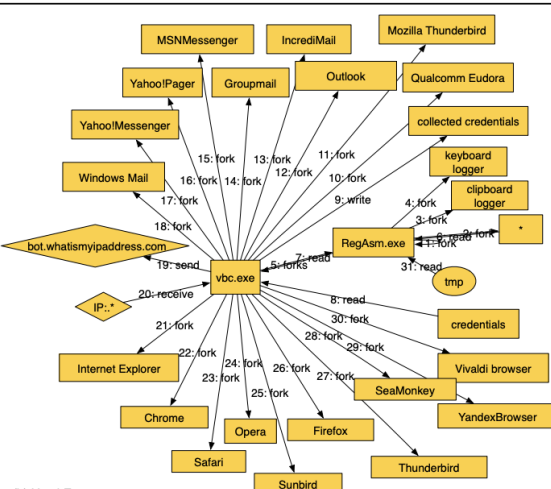 Mozilla Thunderbird
MSNMessenger
IncrediMail
Yahoo!Pager
Groupmail
Outlook
Qualcomm Eudora
Yahoo!Messenger
collected credentials
Windows Mail
keyboard
logger
clipboard
logger
bot.whatismyipaddress.com
RegAsm.exe
*
vbc.exe
tmp
IP:.*
credentials
Internet Explorer
Vivaldi browser
SeaMonkey
YandexBrowser
Chrome
Opera
Firefox
Safari
Thunderbird
Sunbird
15: fork
13: fork
11: fork
16: fork
14: fork
12: fork
10: fork
17: fork
9: write
4: fork
18: fork
3: fork
2: fork
6: read
1: fork
19: send
5: forks
7: read
31: read
20: receive
8: read
21: fork
30: fork
28: fork
29: fork
22: fork
23: fork
24: fork
26: fork
27: fork
25: fork